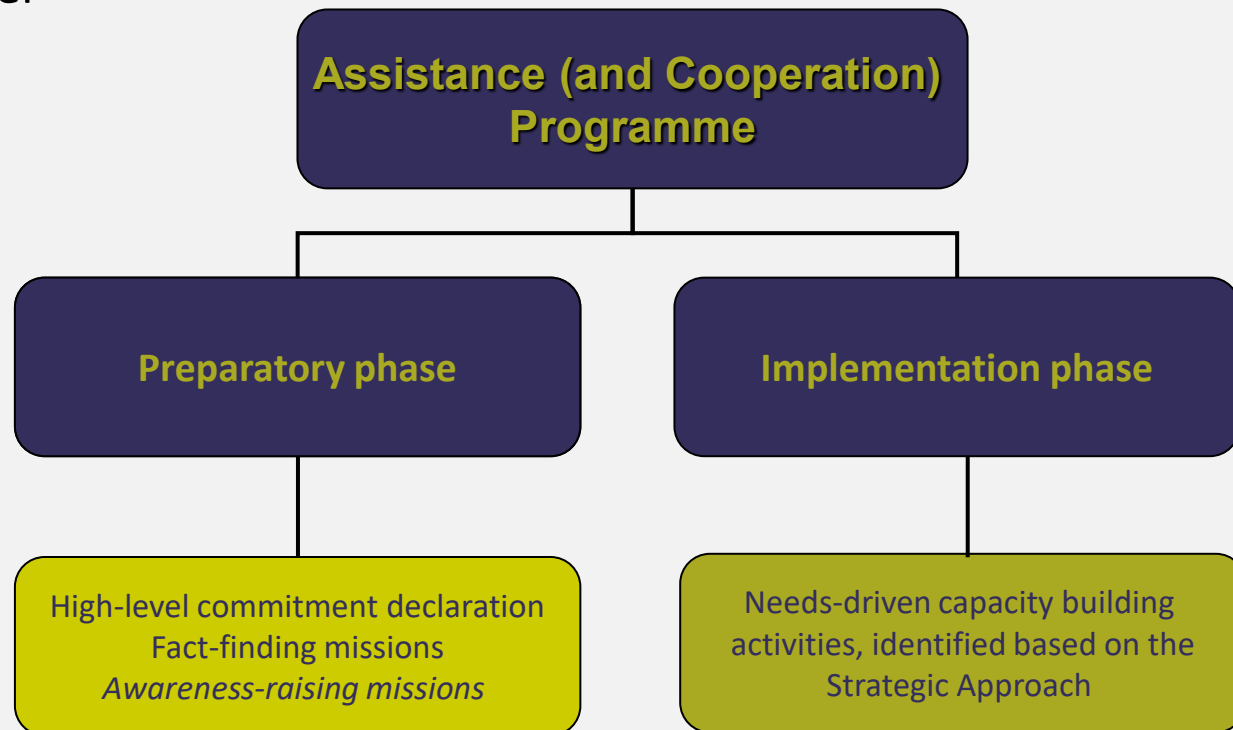 Assistance (and Cooperation)
Programme
Preparatory phase
Implementation phase
High-level commitment declaration
Fact-finding missions
Awareness-raising missions
Needs-driven capacity building
activities, identified based on the
Strategic Approach